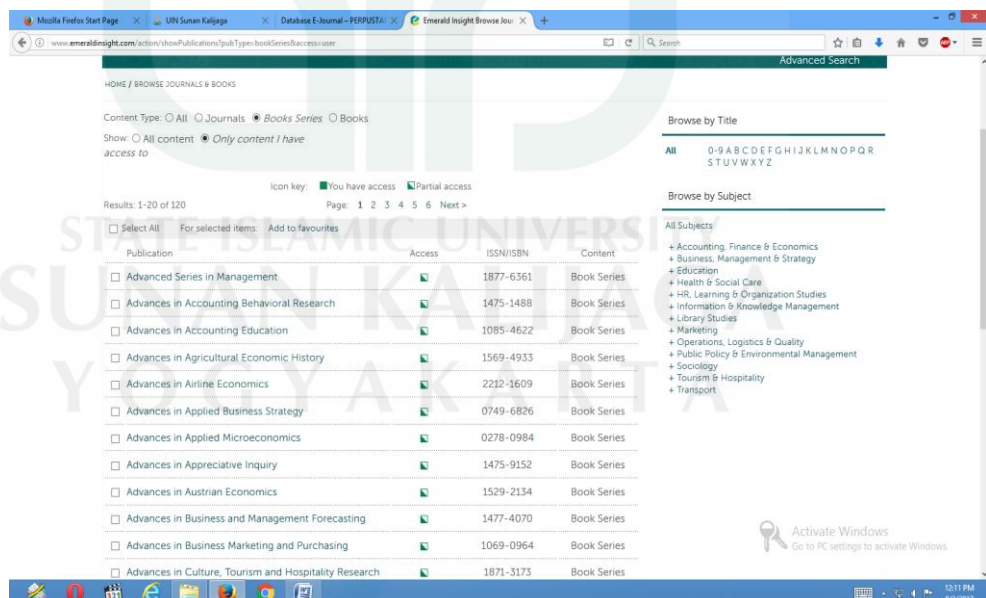 Mozilla Firefox Start Page
UIN Sunan Kalijaga
Database E-Journal – PERPUSTA
Emerald Insight Browse Jour
www.emeraldinsight.com/action/showPublications?pubType=bookSeries&access=user
Search
Advanced Search
HOME / BROWSE JOURNALS & BOOKS
Content Type: All Journals Books Series Books
Show: All content Only content I have
access to
Icon key: You have access Partial access
Results: 1-20 of 120 Page: 1 2 3 4 5 6 Next >
Select All For selected items: Add to favourites
Publication Access ISSN/ISBN Content
Advanced Series in Management 1877-6361 Book Series
Advances in Accounting Behavioral Research 1475-1488 Book Series
Advances in Accounting Education 1085-4622 Book Series
Advances in Agricultural Economic History 1569-4933 Book Series
Advances in Airline Economics 2212-1609 Book Series
Advances in Applied Business Strategy 0749-6826 Book Series
Advances in Applied Microeconomics 0278-0984 Book Series
Advances in Appreciative Inquiry 1475-9152 Book Series
Advances in Austrian Economics 1529-2134 Book Series
Advances in Business and Management Forecasting 1477-4070 Book Series
Advances in Business Marketing and Purchasing 1069-0964 Book Series
Advances in Culture, Tourism and Hospitality Research 1871-3173 Book Series
Browse by Title
All 0-9 A B C D E F G H I J K L M N O P Q R
S T U V W X Y Z
Browse by Subject
All Subjects
+ Accounting, Finance & Economics
+ Business, Management & Strategy
+ Education
+ Health & Social Care
+ HR, Learning & Organization Studies
+ Information & Knowledge Management
+ Library Studies
+ Marketing
+ Operations, Logistics & Quality
+ Public Policy & Environmental Management
+ Sociology
+ Tourism & Hospitality
+ Transport
STATE ISLAMIC UNIVERSITY
SUNAN KALIJAGA
YOGYAKARTA
Activate Windows
Go to PC settings to activate Windows.
12:11 PM